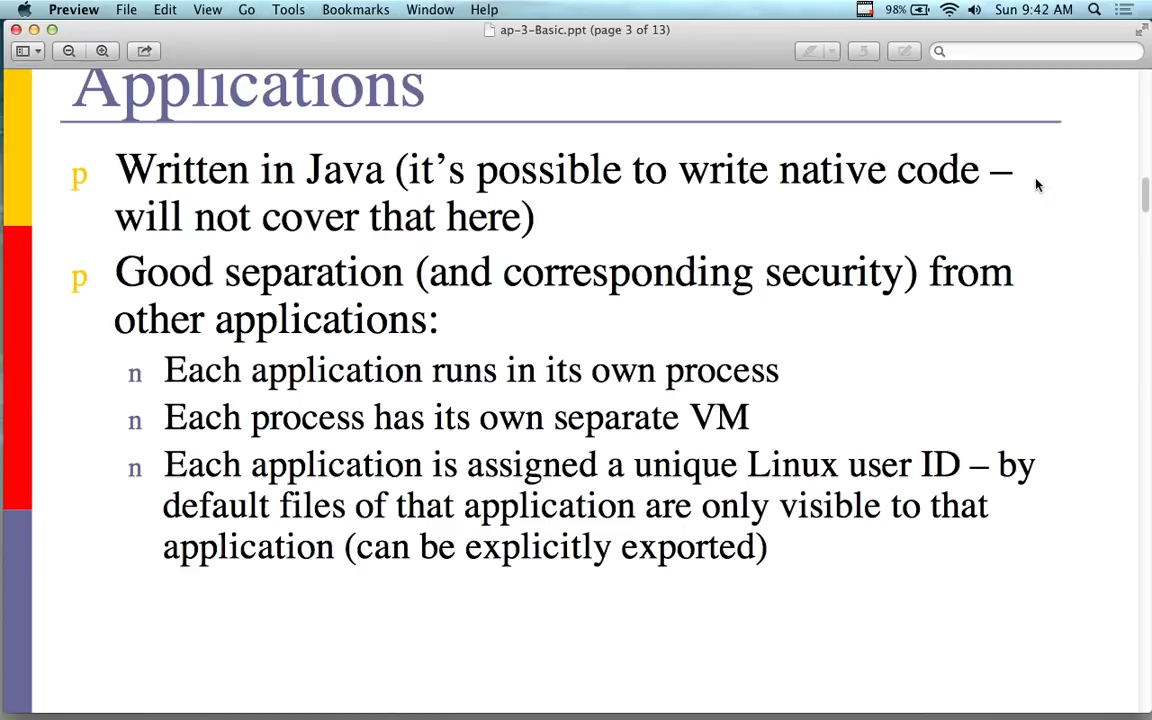 Preview File Edit View Go Tools Bookmarks Window Help 98% Sun 9:42 AM
ap-3-Basic.ppt (page 3 of 13)
Applications
p Written in Java (it's possible to write native code –
will not cover that here)
p Good separation (and corresponding security) from
other applications:
n Each application runs in its own process
n Each process has its own separate VM
n Each application is assigned a unique Linux user ID – by
default files of that application are only visible to that
application (can be explicitly exported)